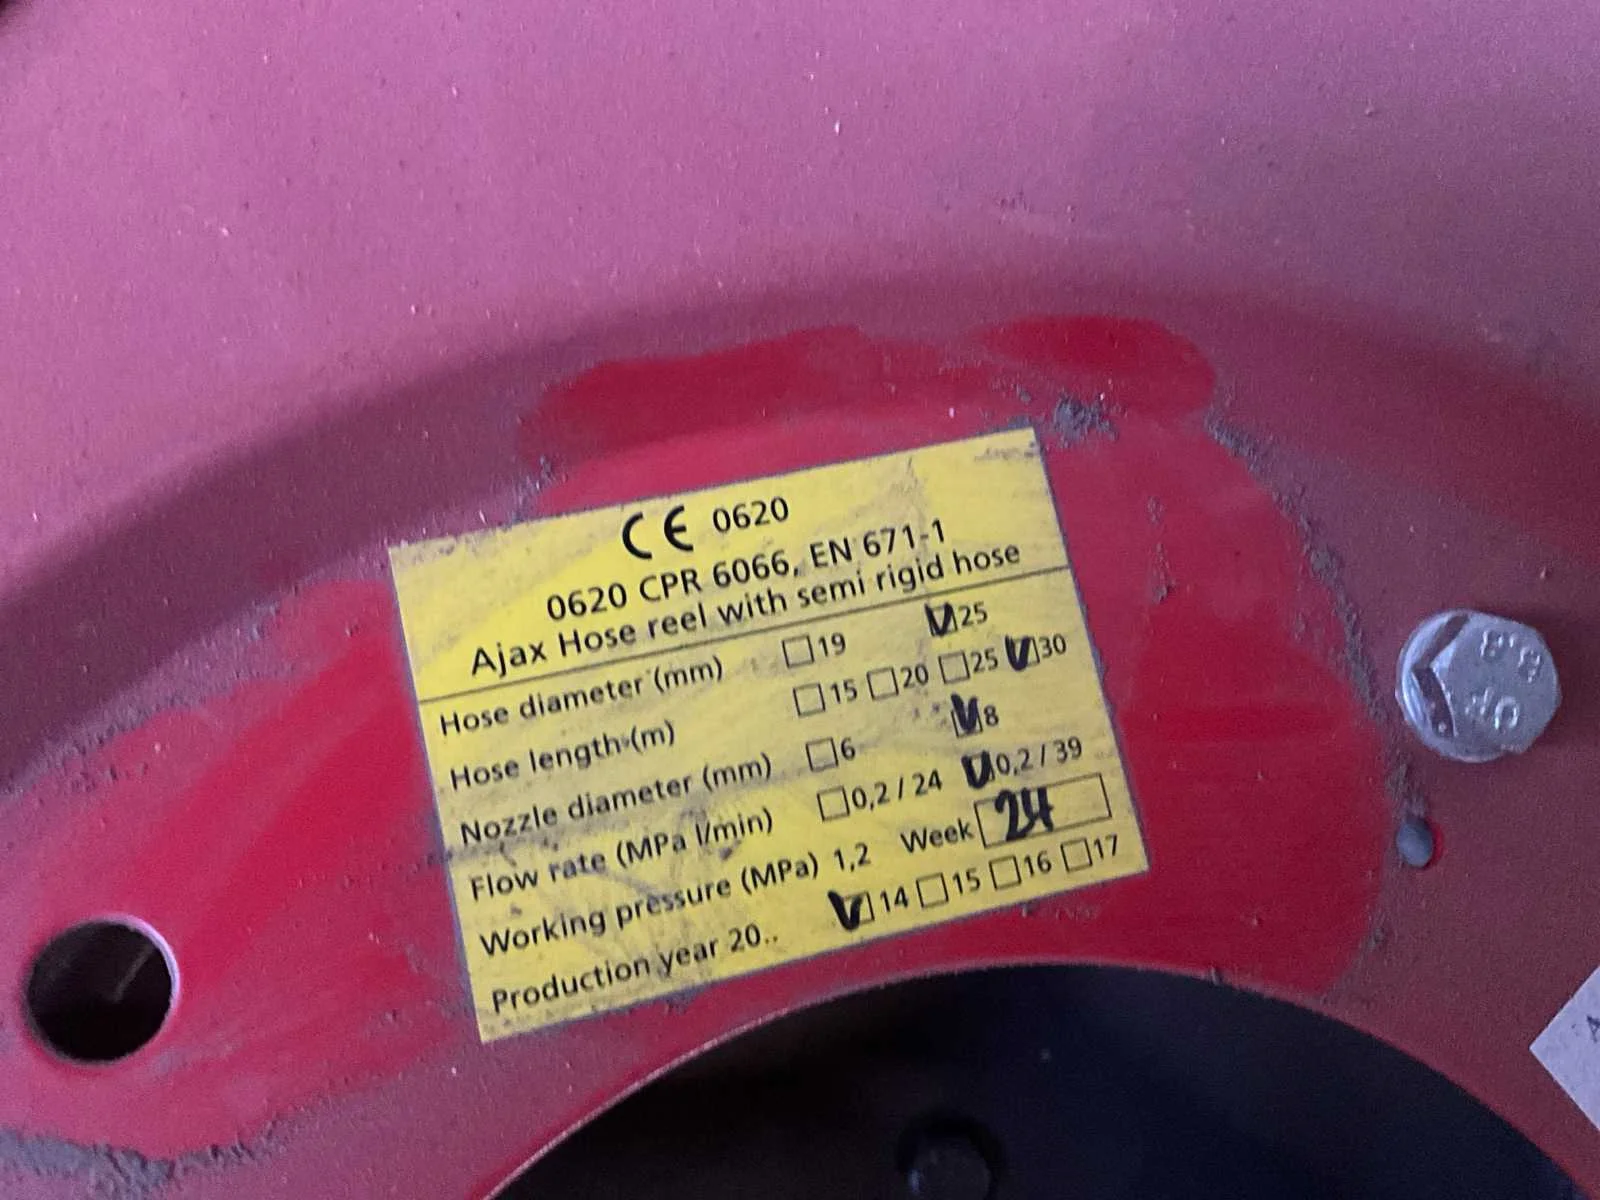 CE 0620
0620 CPR 6066, EN 671-1
Ajax Hose reel with semi rigid hose
Hose diameter (mm) 19 25
Hose length (m) 15 20 25 30
Nozzle diameter (mm) 6 8
Flow rate (MPa l/min) 0,2 / 24 0,2 / 39
Working pressure (MPa) 1,2 Week 24
Production year 20.. 14 15 16 17
8.8